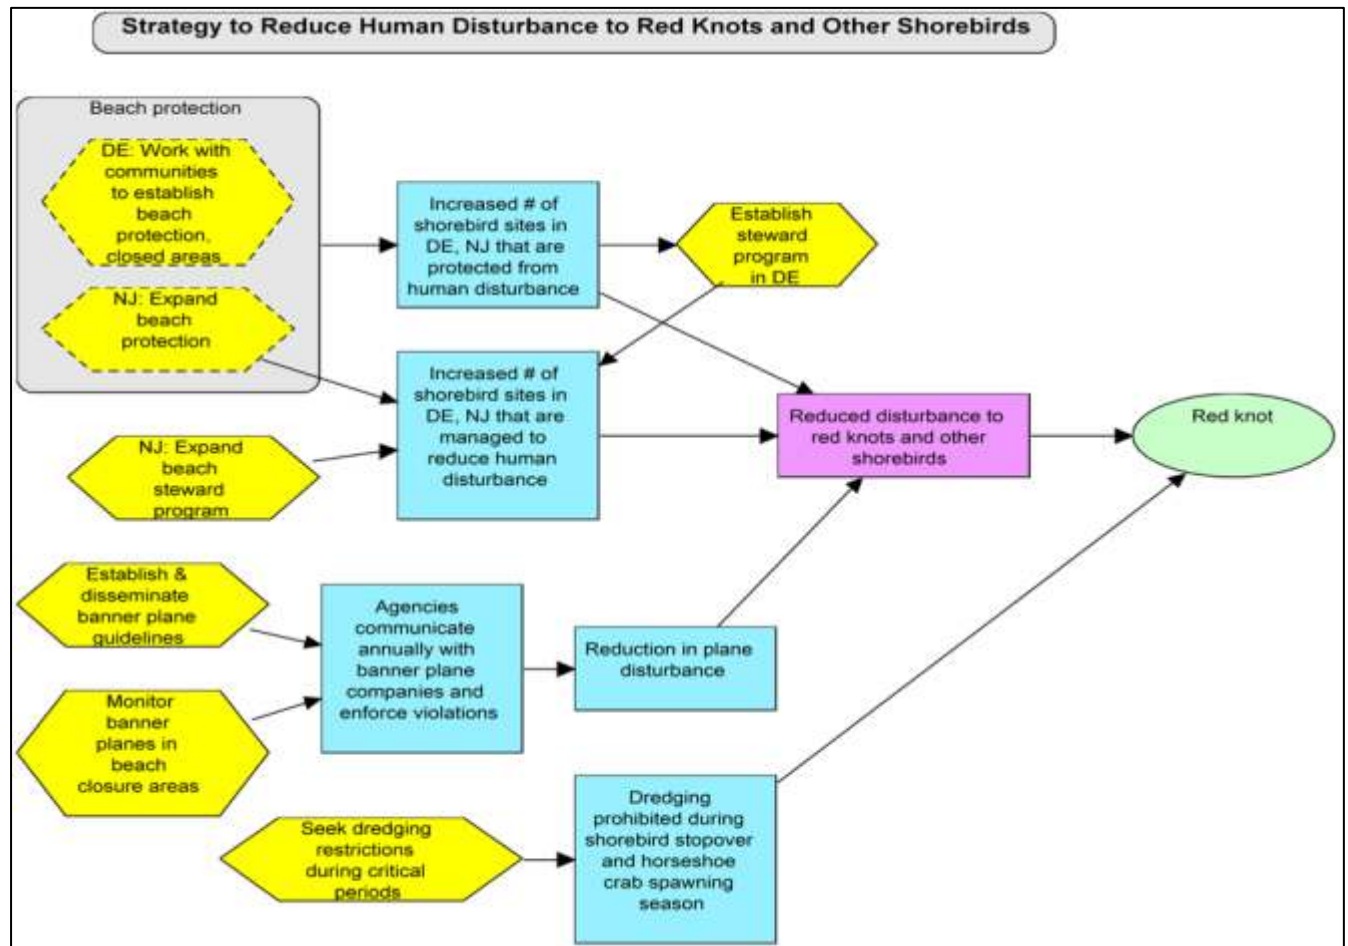 Strategy to Reduce Human Disturbance to Red Knots and Other Shorebirds
Beach protection
DE: Work with
communities
to establish
beach
protection,
closed areas
NJ: Expand
beach
protection
Increased # of
shorebird sites in
DE, NJ that are
protected from
human disturbance
Establish
steward
program
in DE
NJ: Expand
beach
steward
program
Increased # of
shorebird sites in
DE, NJ that are
managed to
reduce human
disturbance
Reduced disturbance to
red knots and other
shorebirds
Red knot
Establish &
disseminate
banner plane
guidelines
Monitor
banner
planes in
beach
closure areas
Agencies
communicate
annually with
banner plane
companies and
enforce violations
Reduction in plane
disturbance
Seek dredging
restrictions
during critical
periods
Dredging
prohibited during
shorebird stopover
and horseshoe
crab spawning
season